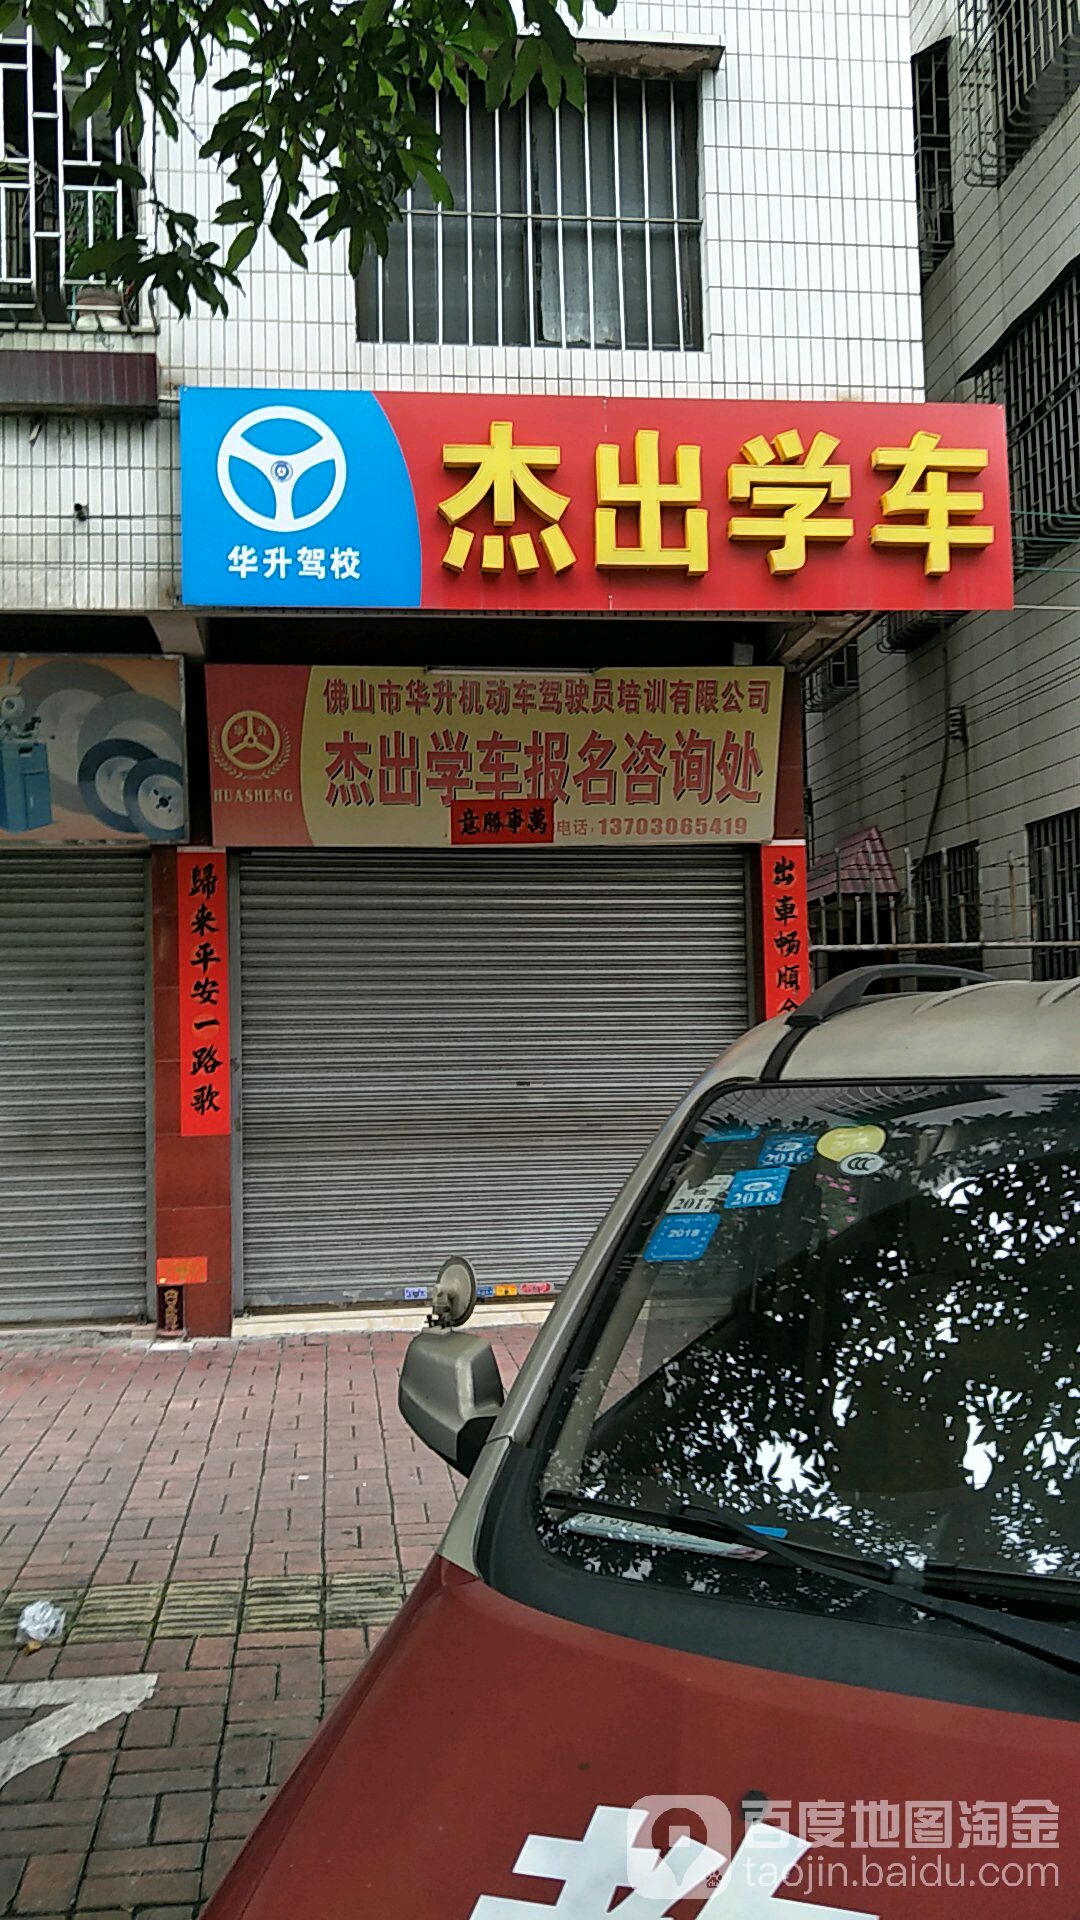 杰出学车
华升驾校
佛山市华升机动车驾驶员培训有限公司
华升
HUASHENG
杰出学车报名咨询处
意勝事萬
电话:13703065419
歸来平安一路歌
出車畅順
2016
2017
2018
2018
百度地图淘金
taojin.baidu.com